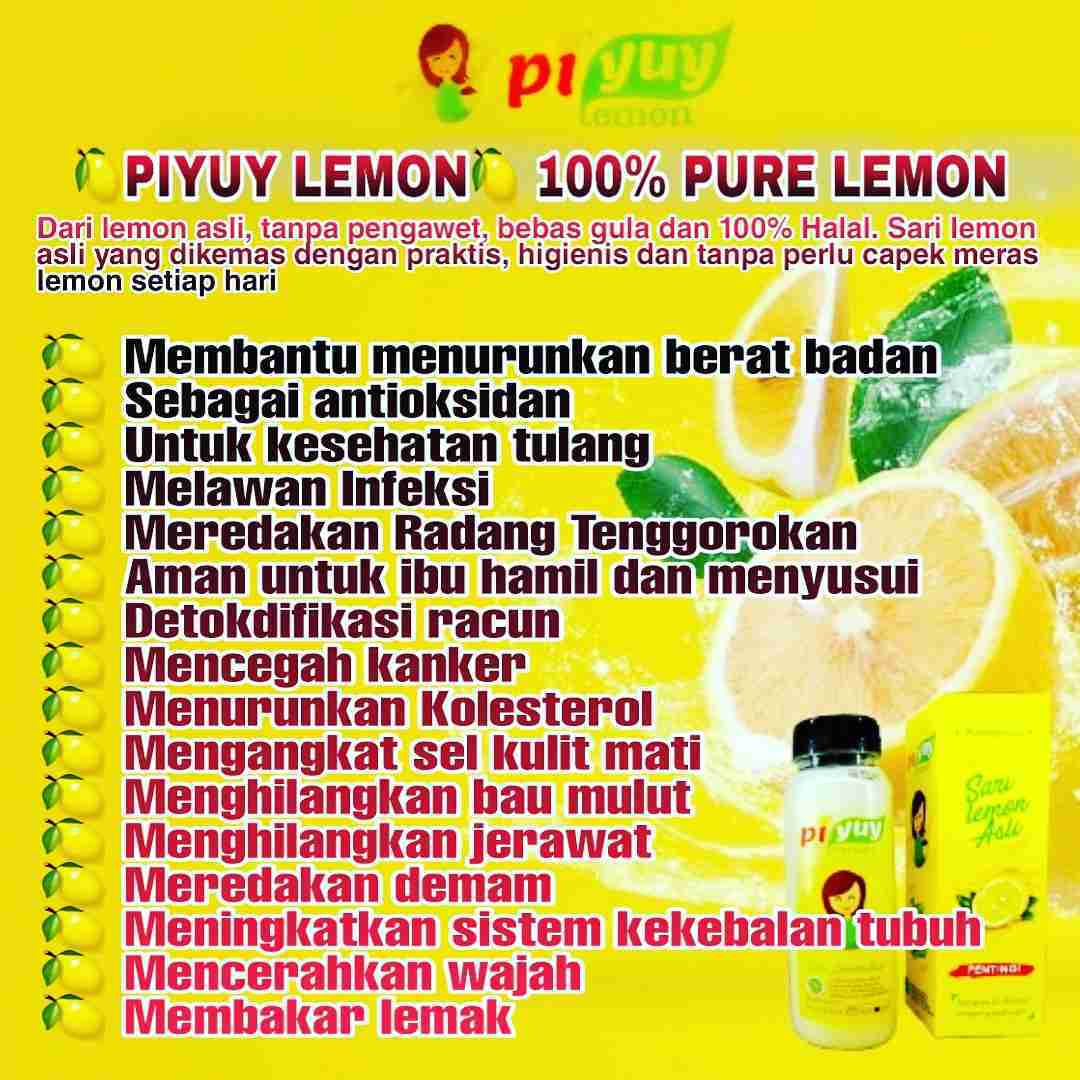 piyuy
lemon
PIYUY LEMON 100% PURE LEMON
Dari lemon asli, tanpa pengawet, bebas gula dan 100% Halal. Sari lemon
asli yang dikemas dengan praktis, higienis dan tanpa perlu capek meras
lemon setiap hari
Membantu menurunkan berat badan
Sebagai antioksidan
Untuk kesehatan tulang
Melawan Infeksi
Meredakan Radang Tenggorokan
Aman untuk ibu hamil dan menyusui
Detokdifikasi racun
Mencegah kanker
Menurunkan Kolesterol
Mengangkat sel kulit mati
Menghilangkan bau mulut
Menghilangkan jerawat
Meredakan demam
Meningkatkan sistem kekebalan tubuh
Mencerahkan wajah
Membakar lemak
piyuy
Sari
lemon
Asli